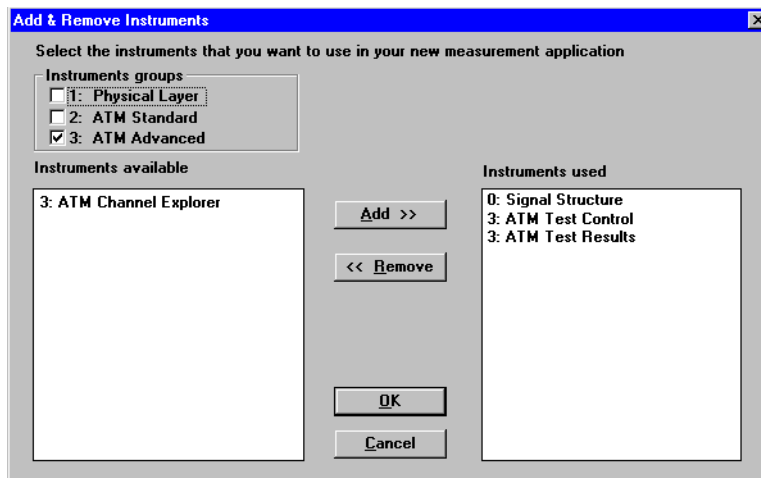 Add & Remove Instruments
Select the instruments that you want to use in your new measurement application
Instruments groups
1: Physical Layer
2: ATM Standard
3: ATM Advanced
Instruments available
Instruments used
3: ATM Channel Explorer
Add >>
<< Remove
OK
Cancel
0: Signal Structure
3: ATM Test Control
3: ATM Test Results